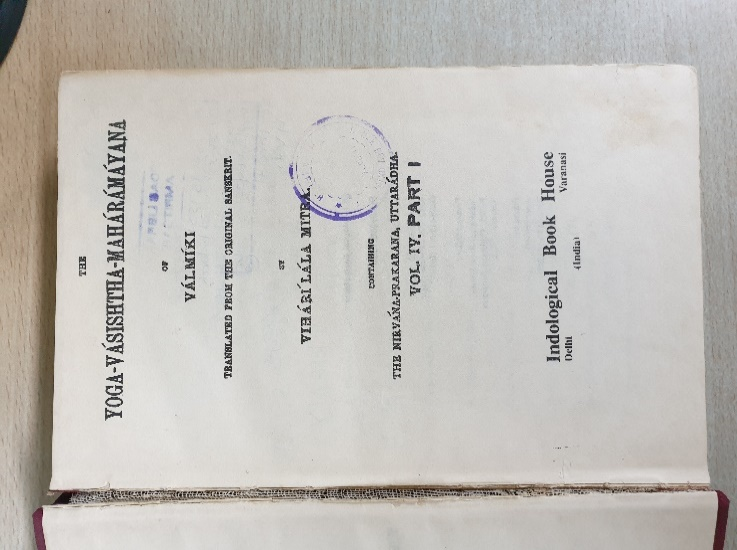 THE
YOGA-VÁSISHTHA-MAHÁRÁMÁYANA
OF
VÁLMÍKI
TRANSLATED FROM THE ORIGINAL SANSKRIT.
BY
VIHÁRI LÁLA MITRA.
CONTAINING
THE NIRVÁNA-PRAKARANA, UTTARÁDHA.
VOL. IV. PART I
Indological Book House
Delhi (India) Varanasi